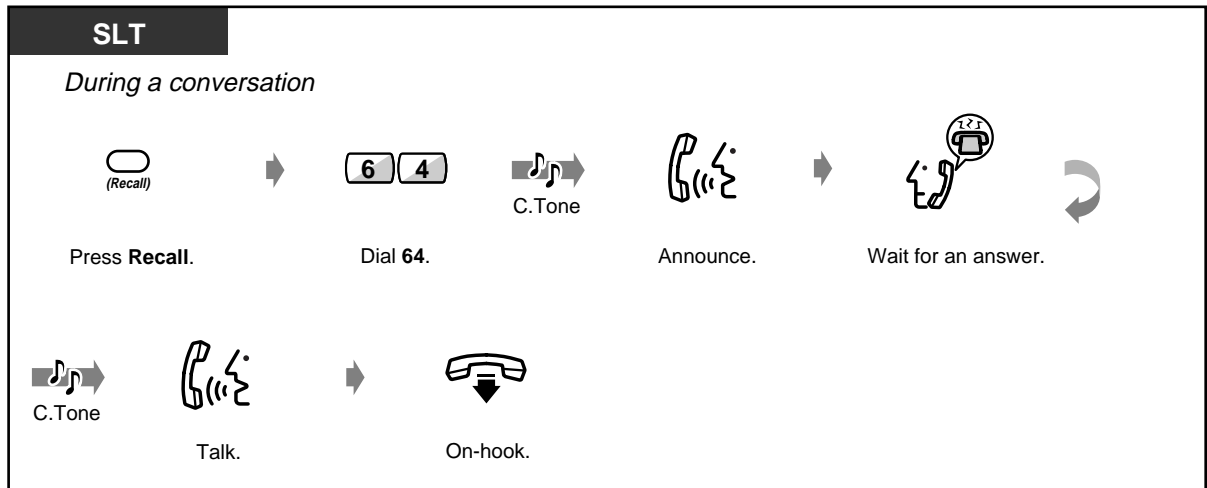 SLT
During a conversation
(Recall)
6 4
C.Tone
Press Recall.
Dial 64.
Announce.
Wait for an answer.
C.Tone
Talk.
On-hook.